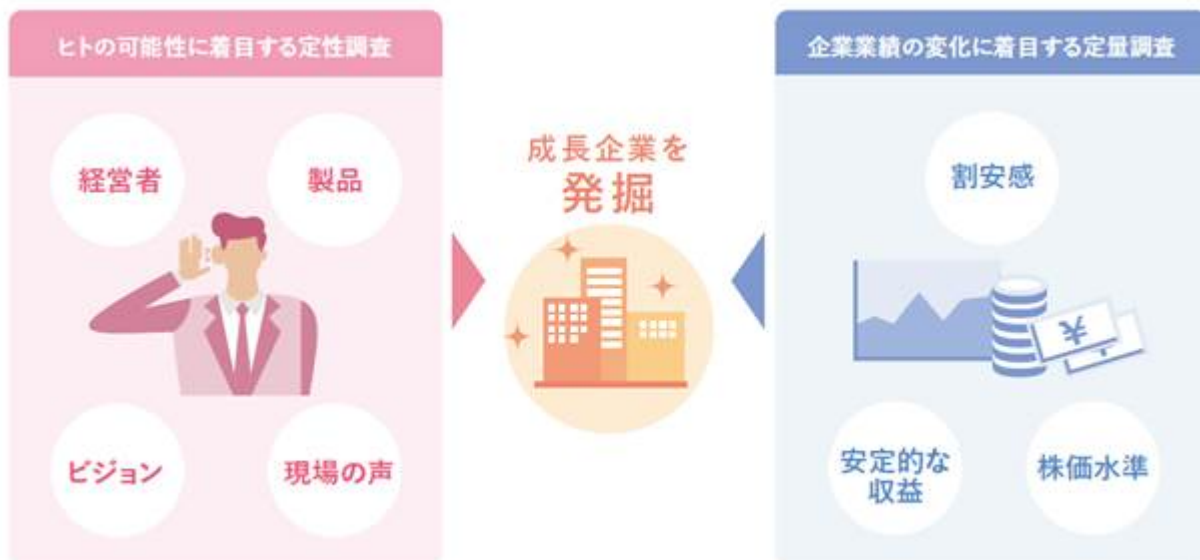 ヒトの可能性に着目する定性調査
経営者
製品
ビジョン
現場の声
成長企業を
発掘
企業業績の変化に着目する定量調査
割安感
¥
安定的な
収益
株価水準